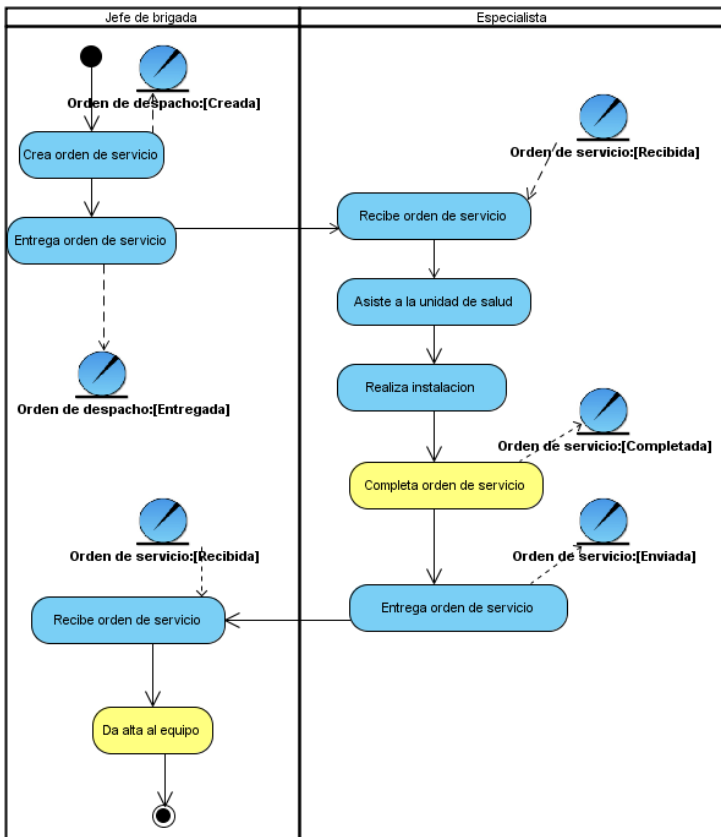 Jefe de brigada
Especialista
Orden de despacho:[Creada]
Crea orden de servicio
Orden de servicio:[Recibida]
Entrega orden de servicio
Recibe orden de servicio
Asiste a la unidad de salud
Orden de despacho:[Entregada]
Realiza instalacion
Orden de servicio:[Completada]
Completa orden de servicio
Orden de servicio:[Recibida]
Orden de servicio:[Enviada]
Recibe orden de servicio
Entrega orden de servicio
Da alta al equipo